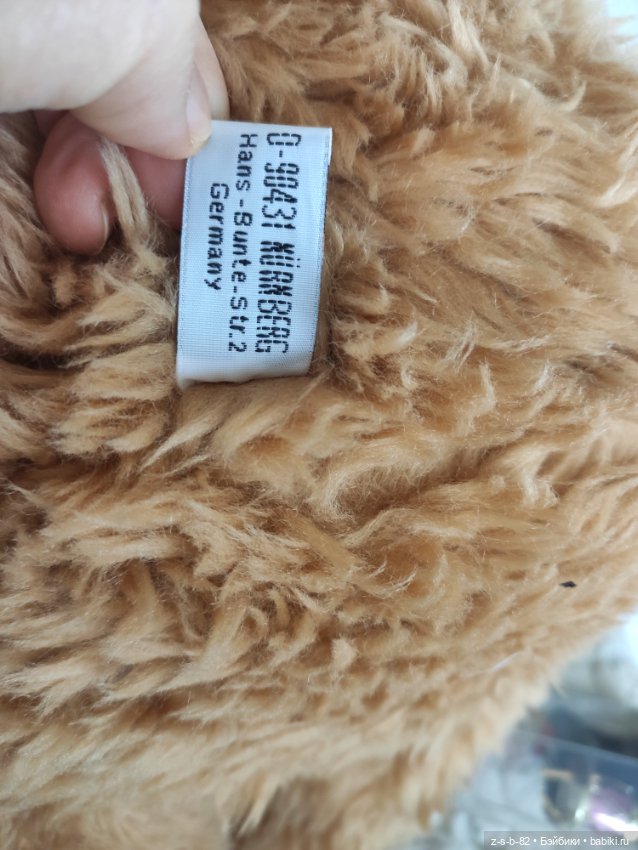 D-90431 NÜRNBERG
Hans-Bunte-Str.2
Germany
z-s-b-82 • Бэйбики • babiki.ru